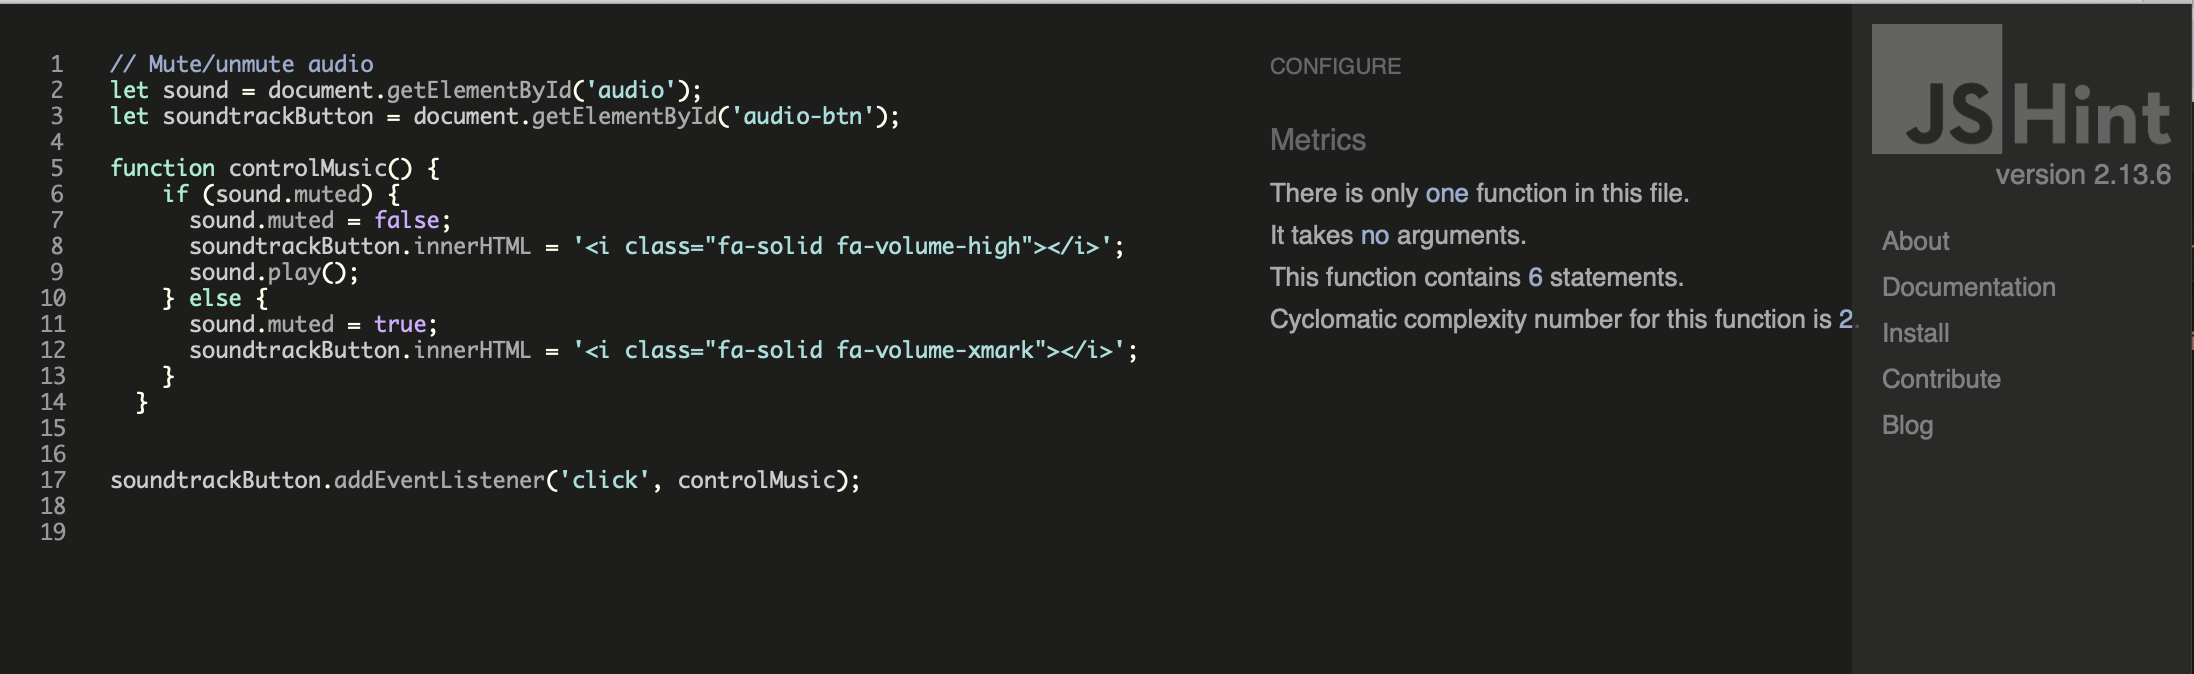 1 // Mute/unmute audio
2 let sound = document.getElementById('audio');
3 let soundtrackButton = document.getElementById('audio-btn');
4
5 function controlMusic() {
6     if (sound.muted) {
7       sound.muted = false;
8       soundtrackButton.innerHTML = '<i class="fa-solid fa-volume-high"></i>';
9       sound.play();
10     } else {
11       sound.muted = true;
12       soundtrackButton.innerHTML = '<i class="fa-solid fa-volume-xmark"></i>';
13     }
14   }
15
16
17 soundtrackButton.addEventListener('click', controlMusic);
18
19
CONFIGURE
Metrics
There is only one function in this file.
It takes no arguments.
This function contains 6 statements.
Cyclomatic complexity number for this function is 2.
JSHint
version 2.13.6
About
Documentation
Install
Contribute
Blog